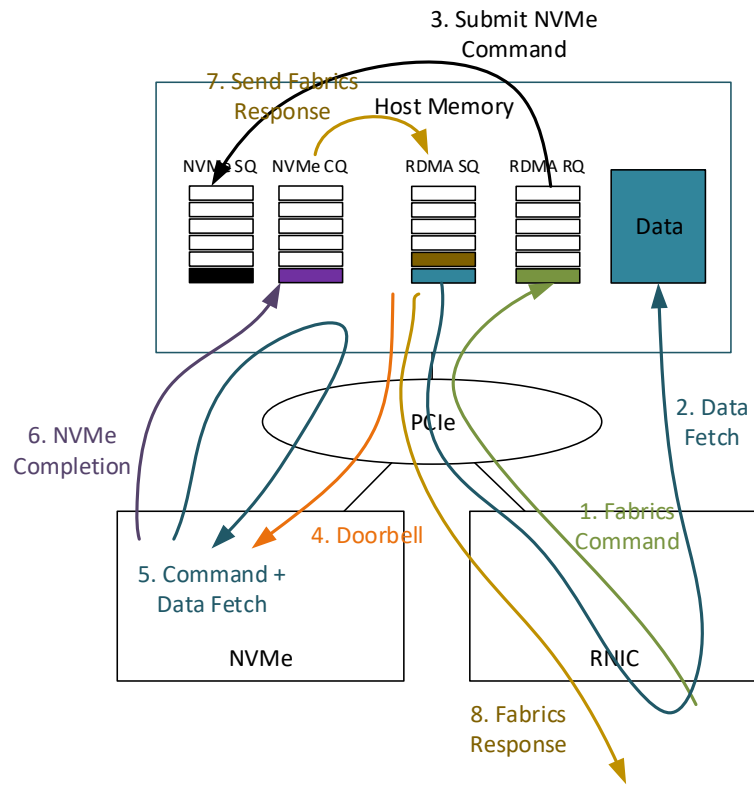 3. Submit NVMe
Command
7. Send Fabrics
Response
Host Memory
NVMe SQ
NVMe CQ
RDMA SQ
RDMA RQ
Data
PCIe
2. Data
Fetch
6. NVMe
Completion
1. Fabrics
Command
4. Doorbell
5. Command +
Data Fetch
NVMe
RNIC
8. Fabrics
Response